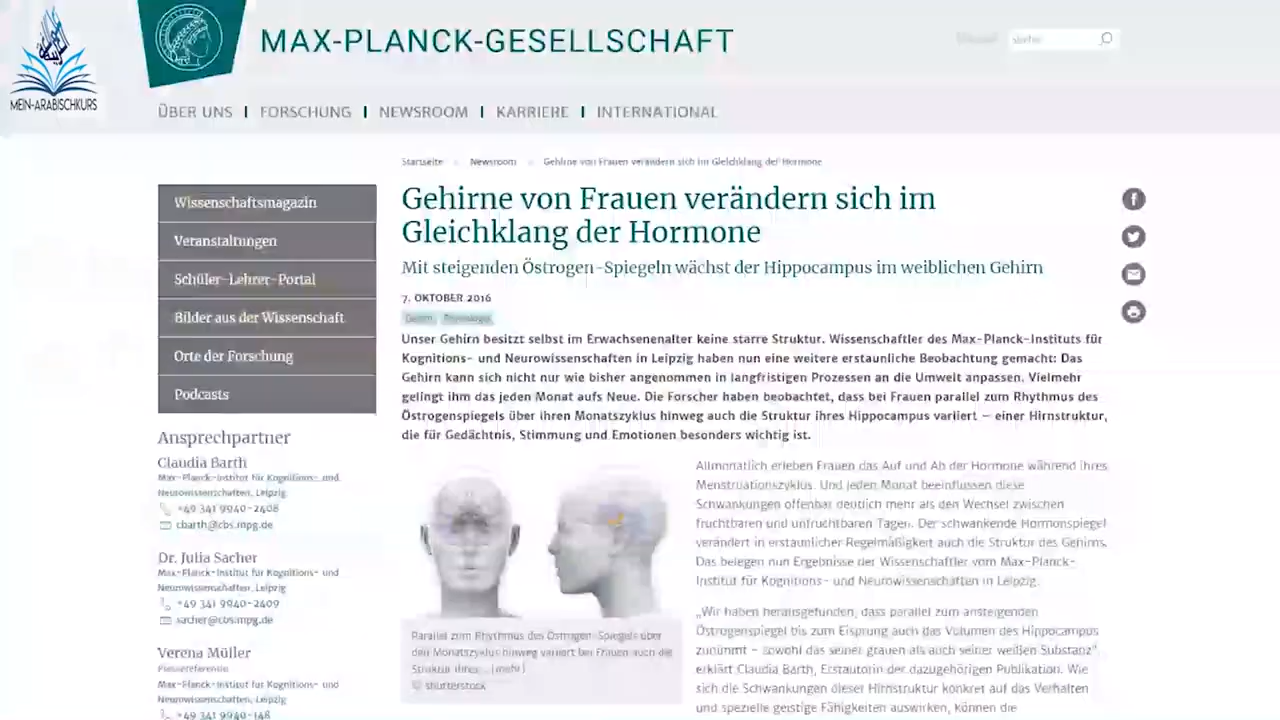 MEIN-ARABISCHKURS
MAX-PLANCK-GESELLSCHAFT
suche
ÜBER UNS
FORSCHUNG
NEWSROOM
KARRIERE
INTERNATIONAL
Startseite
Newsroom
Gehirne von Frauen verändern sich im Gleichklang der Hormone
Wissenschaftsmagazin
Veranstaltungen
Schüler-Lehrer-Portal
Bilder aus der Wissenschaft
Orte der Forschung
Podcasts
Ansprechpartner
Claudia Barth
Max-Planck-Institut für Kognitions- und
Neurowissenschaften, Leipzig
+49 341 9940-2408
cbarth@cbs.mpg.de
Dr. Julia Sacher
Max-Planck-Institut für Kognitions- und
Neurowissenschaften, Leipzig
+49 341 9940-2409
sacher@cbs.mpg.de
Verena Müller
Pressereferentin
Max-Planck-Institut für Kognitions- und
Neurowissenschaften, Leipzig
+49 341 9940-148
Gehirne von Frauen verändern sich im
Gleichklang der Hormone
Mit steigenden Östrogen-Spiegeln wächst der Hippocampus im weiblichen Gehirn
7. OKTOBER 2016
Unser Gehirn besitzt selbst im Erwachsenenalter keine starre Struktur. Wissenschaftler des Max-Planck-Instituts für
Kognitions- und Neurowissenschaften in Leipzig haben nun eine weitere erstaunliche Beobachtung gemacht: Das
Gehirn kann sich nicht nur wie bisher angenommen in langfristigen Prozessen an die Umwelt anpassen. Vielmehr
gelingt ihm das jeden Monat aufs Neue. Die Forscher haben beobachtet, dass bei Frauen parallel zum Rhythmus des
Östrogenspiegels über ihren Monatszyklus hinweg auch die Struktur ihres Hippocampus variiert – einer Hirnstruktur,
die für Gedächtnis, Stimmung und Emotionen besonders wichtig ist.
Parallel zum Rhythmus des Östrogen-Spiegels über
den Monatszyklus hinweg variiert bei Frauen auch die
Struktur ihres... [mehr]
© shutterstock
Allmonatlich erleben Frauen das Auf und Ab der Hormone während ihres
Menstruationszyklus. Und jeden Monat beeinflussen diese
Schwankungen offenbar deutlich mehr als den Wechsel zwischen
fruchtbaren und unfruchtbaren Tagen. Der schwankende Hormonspiegel
verändert in erstaunlicher Regelmäßigkeit auch die Struktur des Gehirns.
Das belegen nun Ergebnisse der Wissenschaftler vom Max-Planck-
Institut für Kognitions- und Neurowissenschaften in Leipzig.
„Wir haben herausgefunden, dass parallel zum ansteigenden
Östrogenspiegel bis zum Eisprung auch das Volumen des Hippocampus
zunimmt – sowohl das seiner grauen als auch seiner weißen Substanz“,
erklärt Claudia Barth, Erstautorin der dazugehörigen Publikation. Wie
sich die Schwankungen dieser Hirnstruktur konkret auf das Verhalten
und spezielle geistige Fähigkeiten auswirken, können die